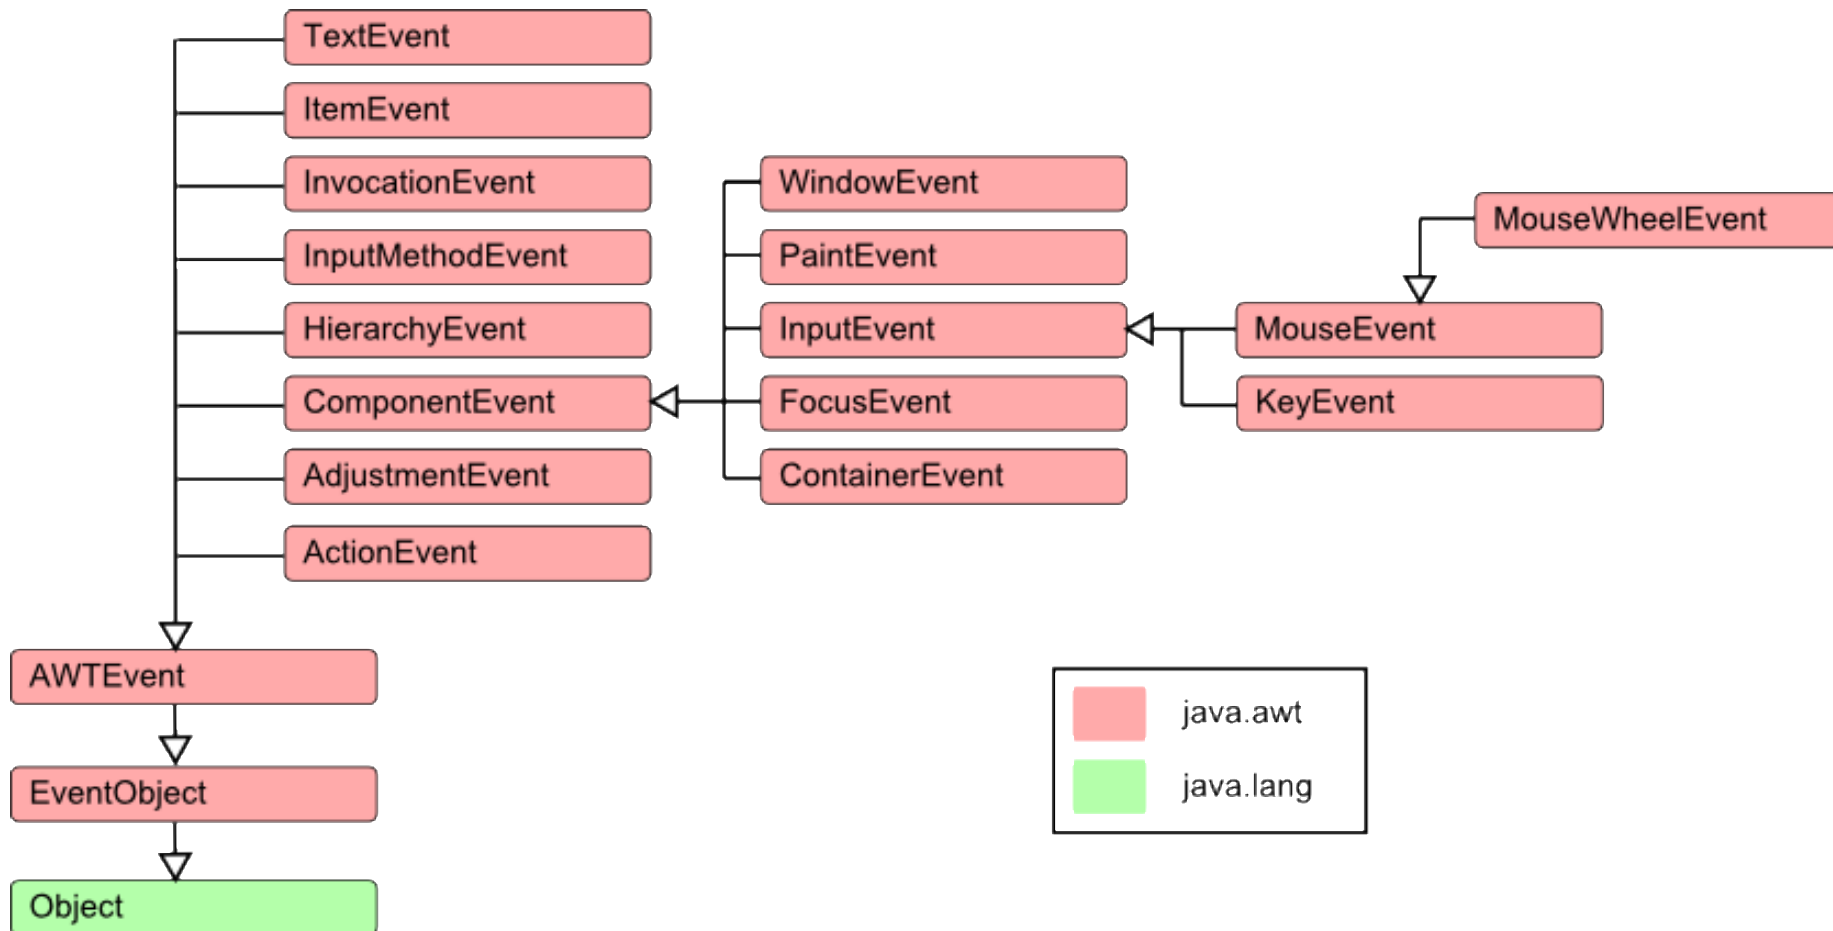 TextEvent
ItemEvent
InvocationEvent
InputMethodEvent
HierarchyEvent
ComponentEvent
AdjustmentEvent
ActionEvent
WindowEvent
PaintEvent
InputEvent
FocusEvent
ContainerEvent
MouseWheelEvent
MouseEvent
KeyEvent
AWTEvent
EventObject
Object
java.awt
java.lang